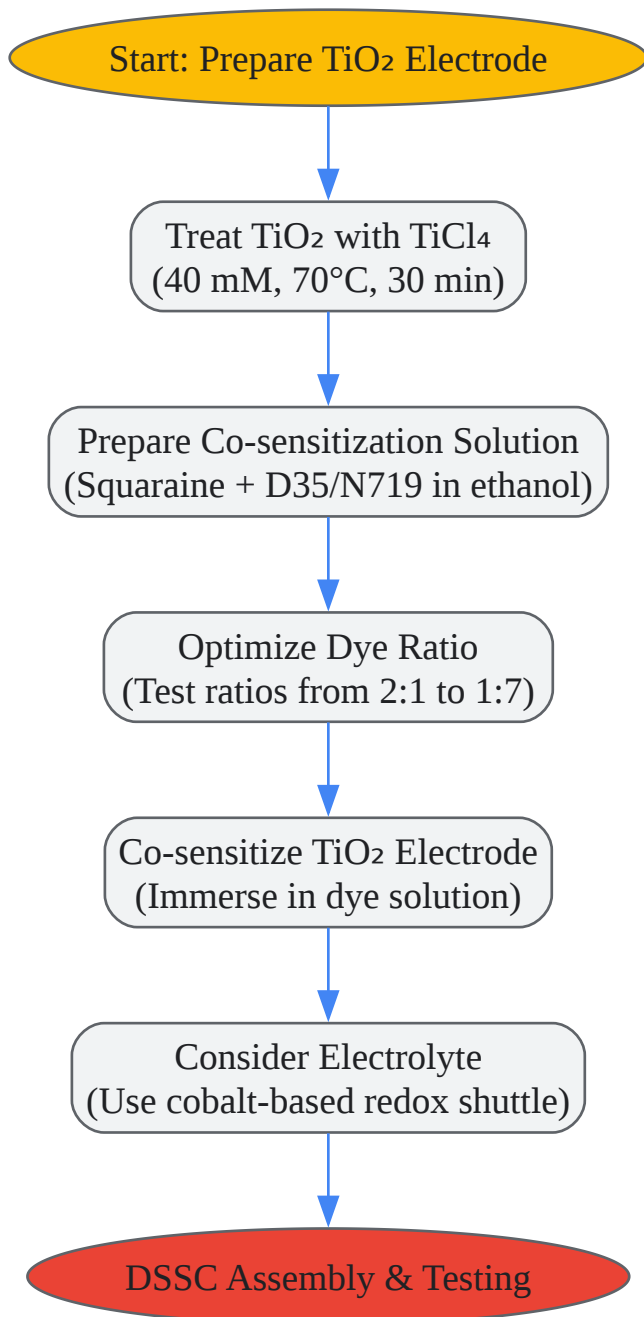 Start: Prepare TiO₂ Electrode
Treat TiO₂ with TiCl₄
(40 mM, 70°C, 30 min)
Prepare Co-sensitization Solution
(Squaraine + D35/N719 in ethanol)
Optimize Dye Ratio
(Test ratios from 2:1 to 1:7)
Co-sensitize TiO₂ Electrode
(Immerse in dye solution)
Consider Electrolyte
(Use cobalt-based redox shuttle)
DSSC Assembly & Testing